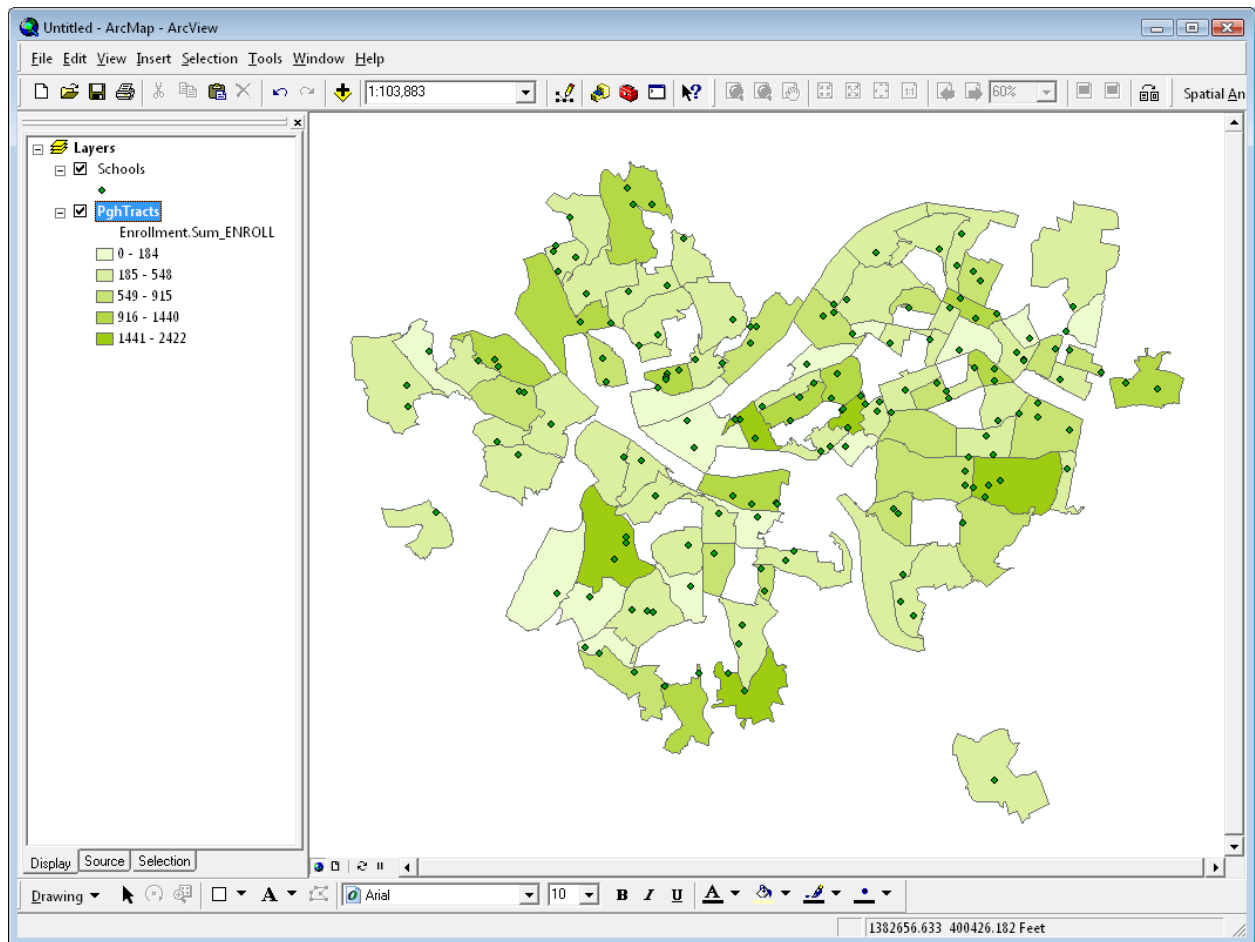 Untitled - ArcMap - ArcView
File Edit View Insert Selection Tools Window Help
1:103,883
60%
Spatial An
Layers
Schools
PghTracts
Enrollment.Sum_ENROLL
0 - 184
185 - 548
549 - 915
916 - 1440
1441 - 2422
Display Source Selection
Drawing A Arial 10 B I U A
1382656.633 400426.182 Feet